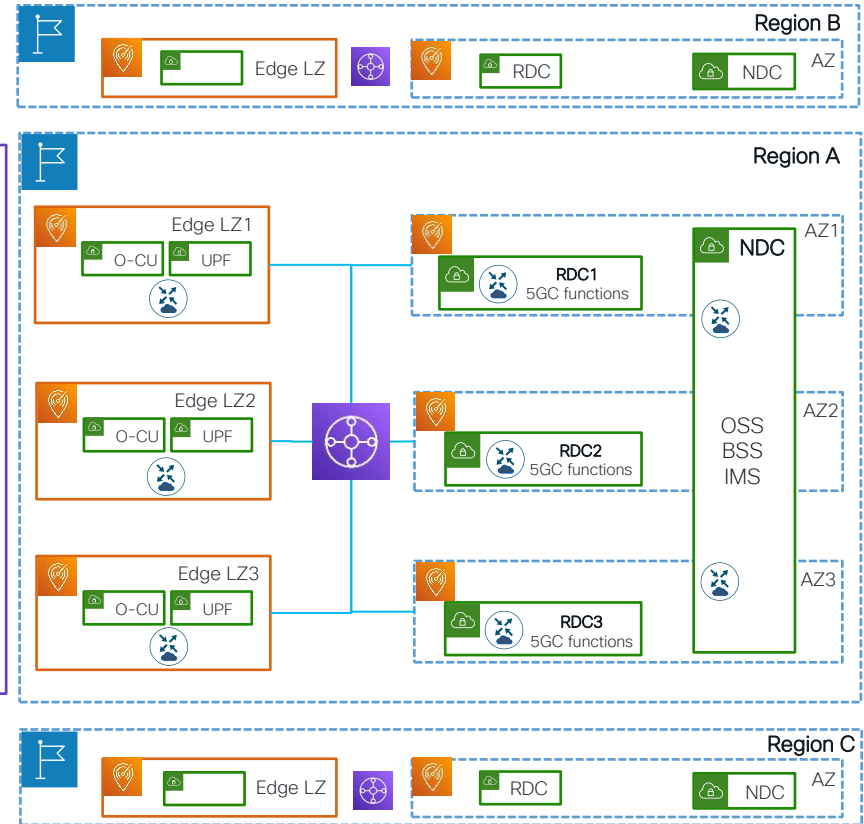 Region B
Edge LZ
RDC
NDC
AZ
Region A
Edge LZ1
O-CU
UPF
AZ1
NDC
RDC1
5GC functions
Edge LZ2
O-CU
UPF
AZ2
RDC2
5GC functions
OSS
BSS
IMS
Edge LZ3
O-CU
UPF
AZ3
RDC3
5GC functions
Region C
Edge LZ
RDC
NDC
AZ